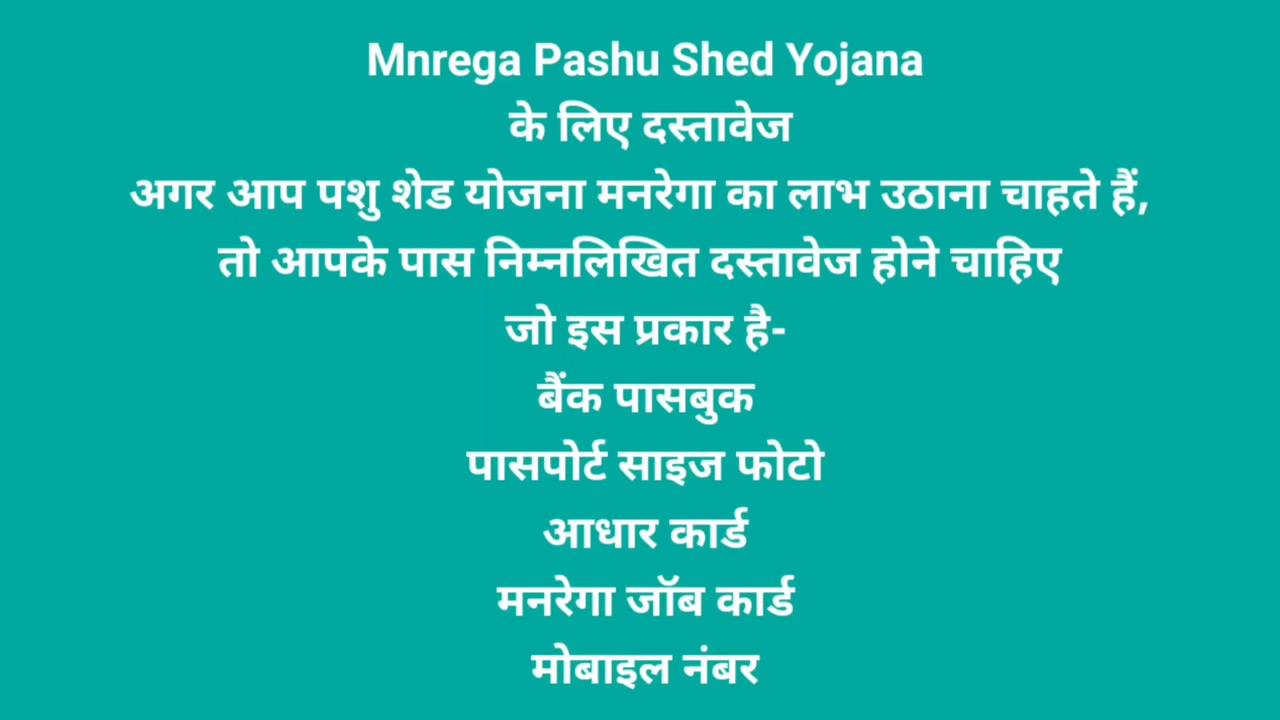 Mnrega Pashu Shed Yojana
के लिए दस्तावेज
अगर आप पशु शेड योजना मनरेगा का लाभ उठाना चाहते हैं,
तो आपके पास निम्नलिखित दस्तावेज होने चाहिए
जो इस प्रकार है-
बैंक पासबुक
पासपोर्ट साइज फोटो
आधार कार्ड
मनरेगा जॉब कार्ड
मोबाइल नंबर